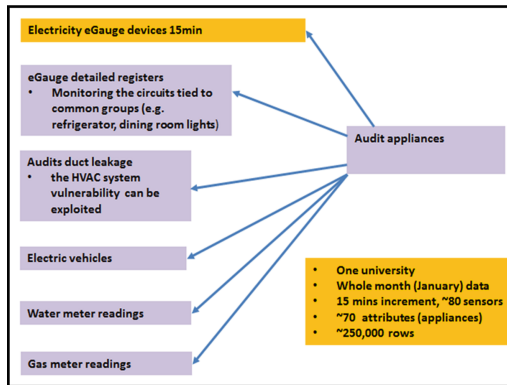 Electricity eGauge devices 15min
eGauge detailed registers
• Monitoring the circuits tied to
common groups (e.g.
refrigerator, dining room lights)
Audit appliances
Audits duct leakage
• the HVAC system
vulnerability can be
exploited
Electric vehicles
Water meter readings
Gas meter readings
• One university
• Whole month (January) data
• 15 mins increment, ~80 sensors
• ~70 attributes (appliances)
• ~250,000 rows